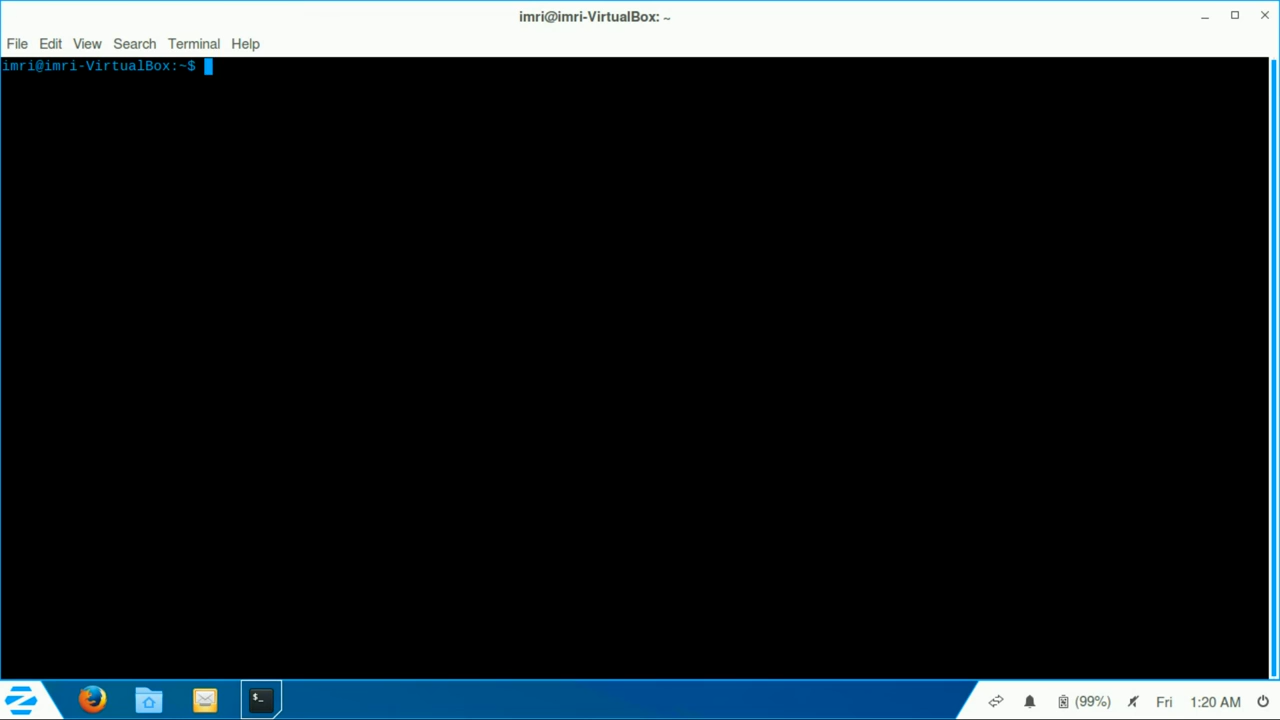 imri@imri-VirtualBox: ~
File Edit View Search Terminal Help
imri@imri-VirtualBox:~$
$_
(99%) Fri 1:20 AM